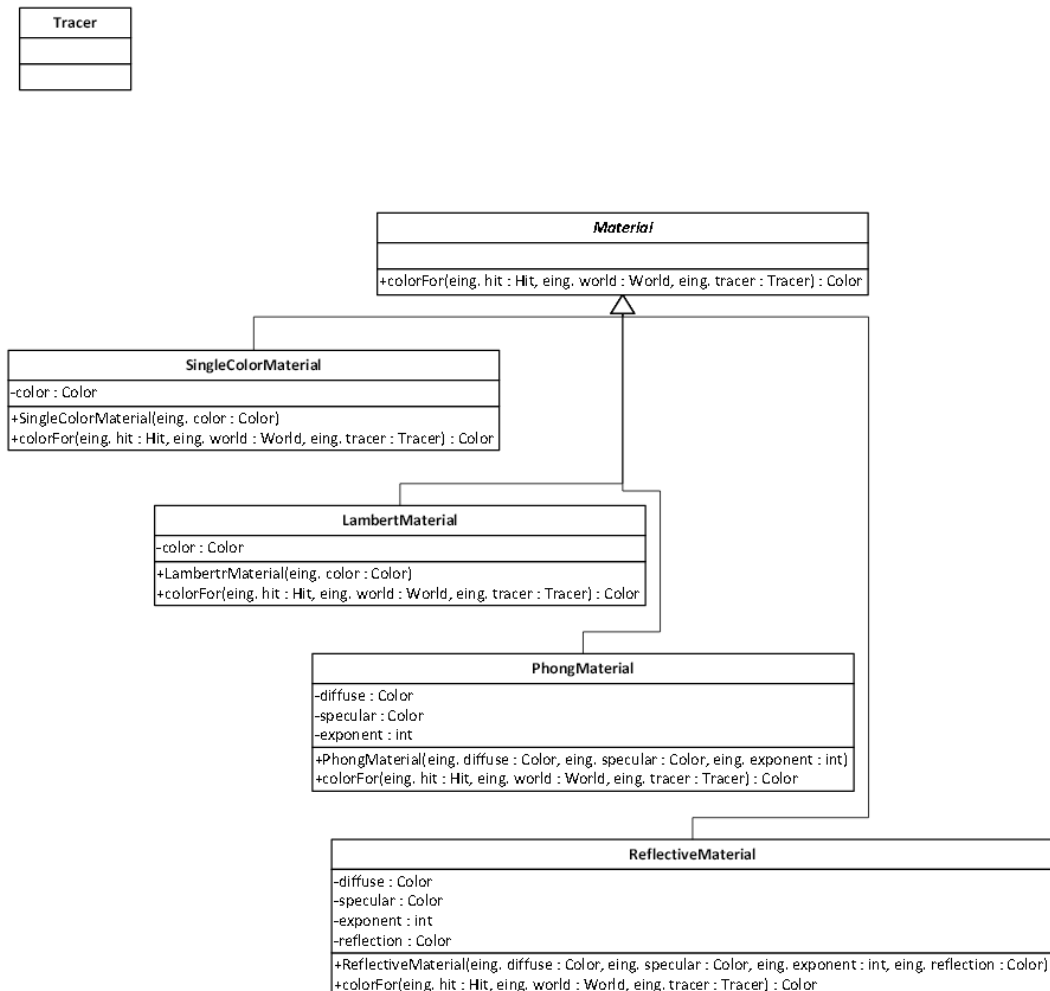 Tracer
Material
+colorFor(eing. hit : Hit, eing. world : World, eing. tracer : Tracer) : Color
SingleColorMaterial
-color : Color
+SingleColorMaterial(eing. color : Color)
+colorFor(eing. hit : Hit, eing. world : World, eing. tracer : Tracer) : Color
LambertMaterial
-color : Color
+LambertrMaterial(eing. color : Color)
+colorFor(eing. hit : Hit, eing. world : World, eing. tracer : Tracer) : Color
PhongMaterial
-diffuse : Color
-specular : Color
-exponent : int
+PhongMaterial(eing. diffuse : Color, eing. specular : Color, eing. exponent : int)
+colorFor(eing. hit : Hit, eing. world : World, eing. tracer : Tracer) : Color
ReflectiveMaterial
-diffuse : Color
-specular : Color
-exponent : int
-reflection : Color
+ReflectiveMaterial(eing. diffuse : Color, eing. specular : Color, eing. exponent : int, eing. reflection : Color)
+colorFor(eing. hit : Hit, eing. world : World, eing. tracer : Tracer) : Color